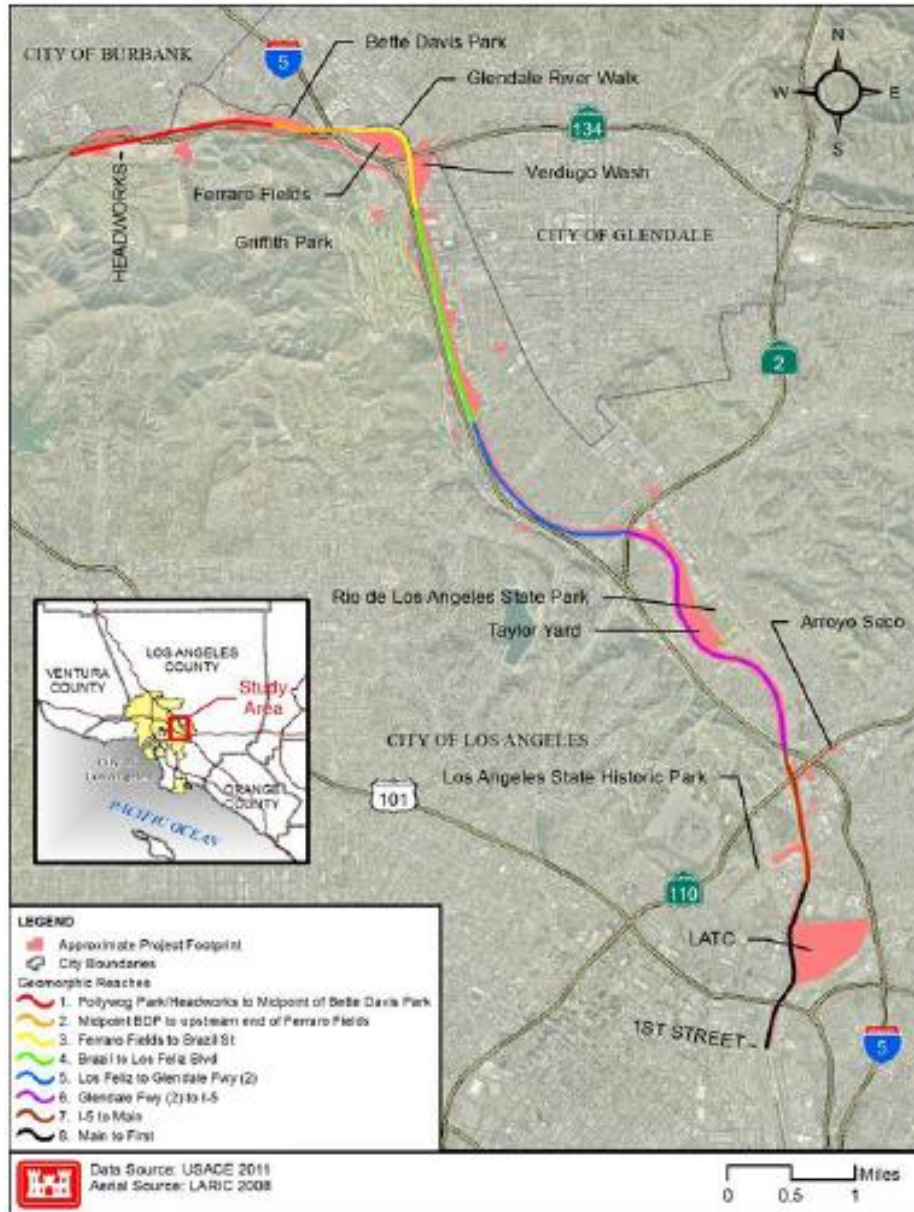 CITY OF BURBANK
5
Bette Davis Park
Glendale River Walk
N
W
E
S
134
Verdugo Wash
Ferraro Fields
HEADWORKS
Griffith Park
CITY OF GLENDALE
2
Rio de Los Angeles State Park
Taylor Yard
Arroyo Seco
LOS ANGELES
COUNTY
VENTURA
COUNTY
Study
Area
City of
Los Angeles
ORANGE
COUNTY
PACIFIC OCEAN
CITY OF LOS ANGELES
Los Angeles State Historic Park
101
110
LATC
1ST STREET
5
LEGEND
Approximate Project Footprint
City Boundaries
Geomorphic Reaches
1. Pollywog Park/Headworks to Midpoint of Bette Davis Park
2. Midpoint BDP to upstream end of Ferraro Fields
3. Ferraro Fields to Brazil St
4. Brazil to Los Feliz Blvd
5. Los Feliz to Glendale Fwy (2)
6. Glendale Fwy (2) to I-5
7. I-5 to Main
8. Main to First
Data Source: USACE 2011
Aerial Source: LARIC 2008
Miles
0 0.5 1